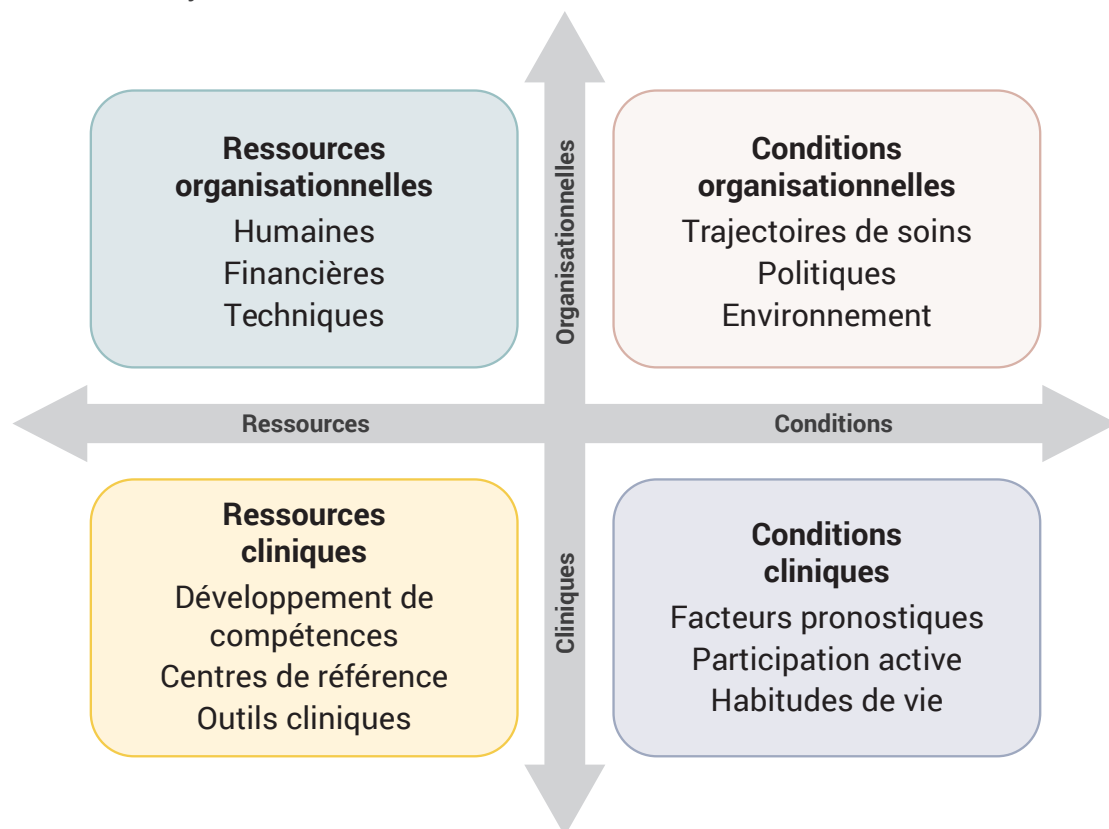 Ressources
organisationnelles
Humaines
Financières
Techniques
Organisationnelles
Conditions
organisationnelles
Trajectoires de soins
Politiques
Environnement
Ressources
Conditions
Ressources
cliniques
Développement de
compétences
Centres de référence
Outils cliniques
Cliniques
Conditions
cliniques
Facteurs pronostiques
Participation active
Habitudes de vie